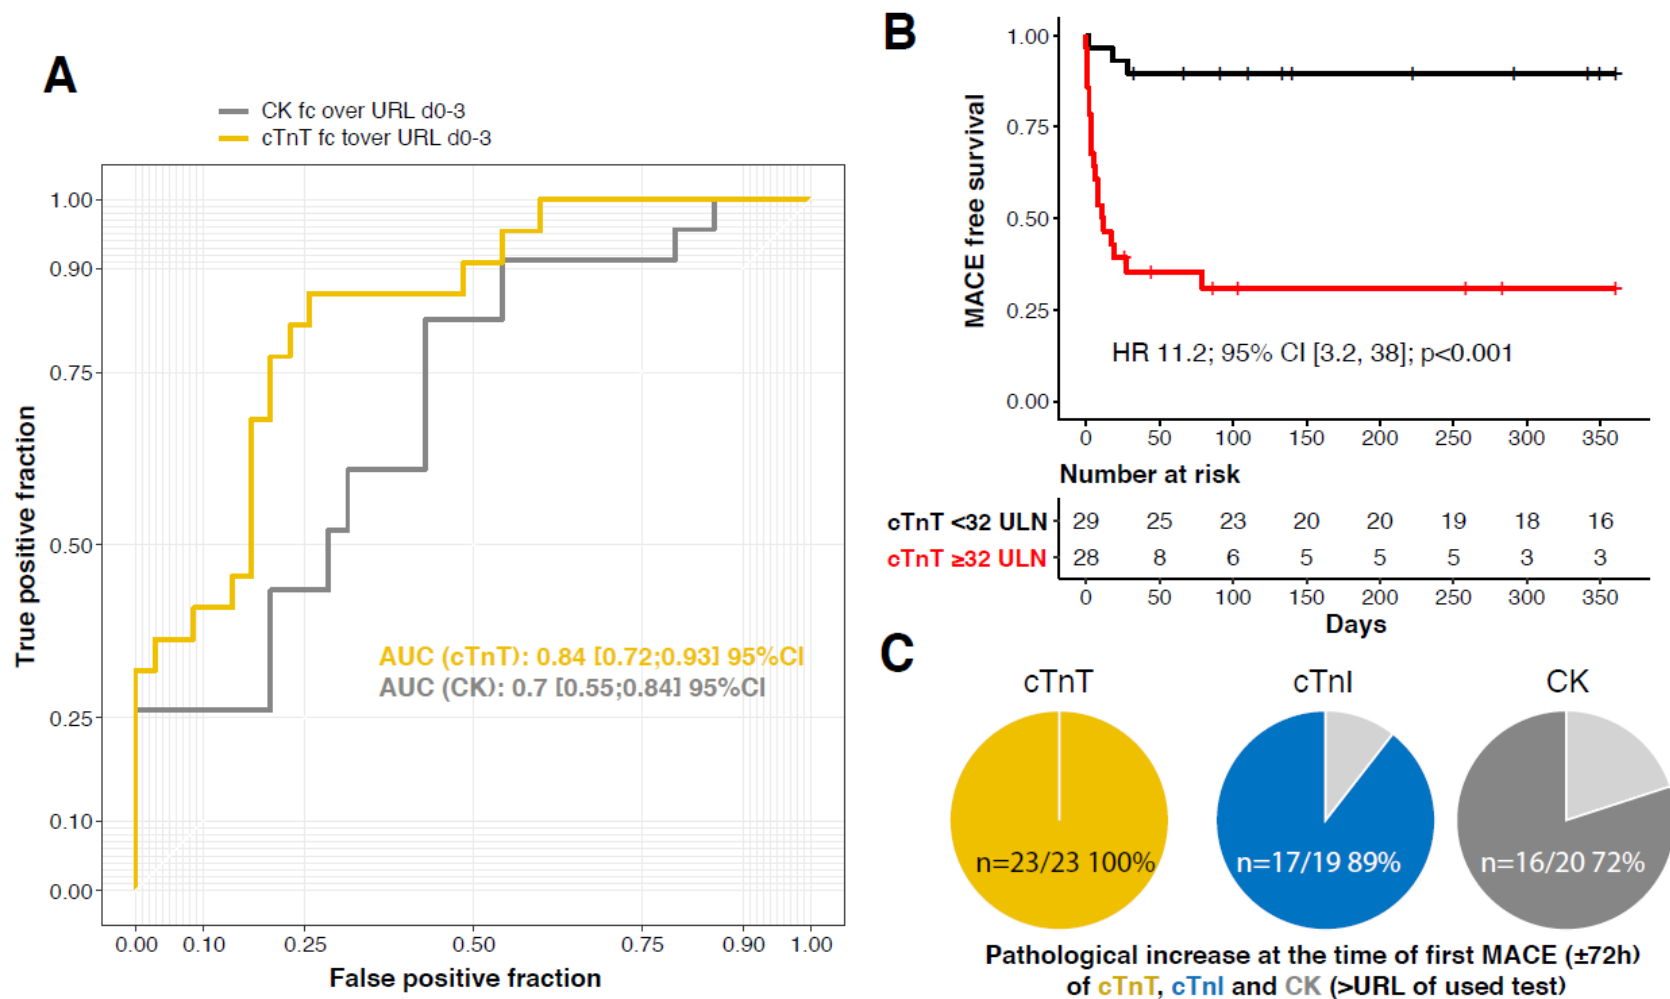 A
CK fc over URL d0-3
cTnT fc tover URL d0-3
True positive fraction
1.00
0.90
0.75
0.50
0.25
0.10
0.00
AUC (cTnT): 0.84 [0.72;0.93] 95%CI
AUC (CK): 0.7 [0.55;0.84] 95%CI
0.00 0.10 0.25 0.50 0.75 0.90 1.00
False positive fraction
B
MACE free survival
1.00
0.75
0.50
0.25
0.00
HR 11.2; 95% CI [3.2, 38]; p<0.001
0 50 100 150 200 250 300 350
Number at risk
cTnT <32 ULN 29 25 23 20 20 19 18 16
cTnT ≥32 ULN 28 8 6 5 5 5 3 3
0 50 100 150 200 250 300 350
Days
C
cTnT cTnI CK
n=23/23 100% n=17/19 89% n=16/20 72%
Pathological increase at the time of first MACE (±72h)
of cTnT, cTnI and CK (>URL of used test)